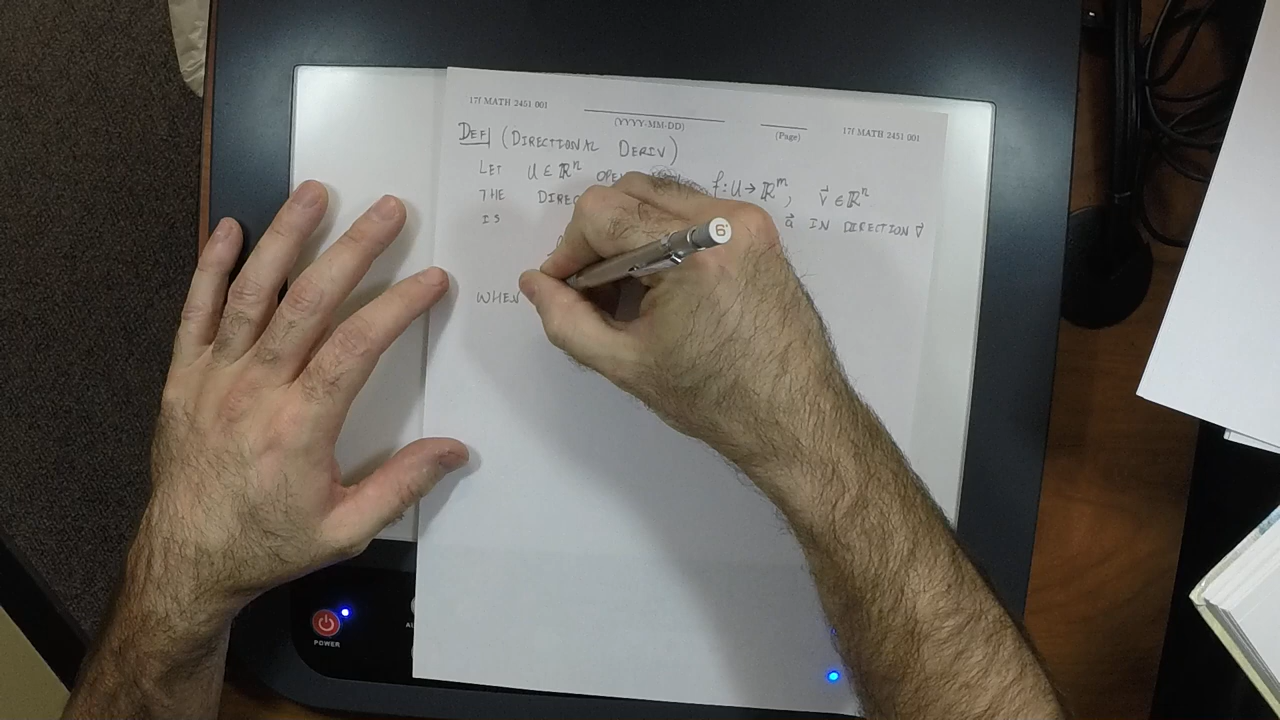 17f MATH 2451 001
(YYYY-MM-DD)
(Page)
17f MATH 2451 001
DEF (DIRECTIONAL DERIV)
LET U ∈ ℝⁿ OPEN f: U → ℝᵐ, v⃗ ∈ ℝⁿ
THE
IS a⃗ IN DIRECTION v⃗
WHEN
POWER